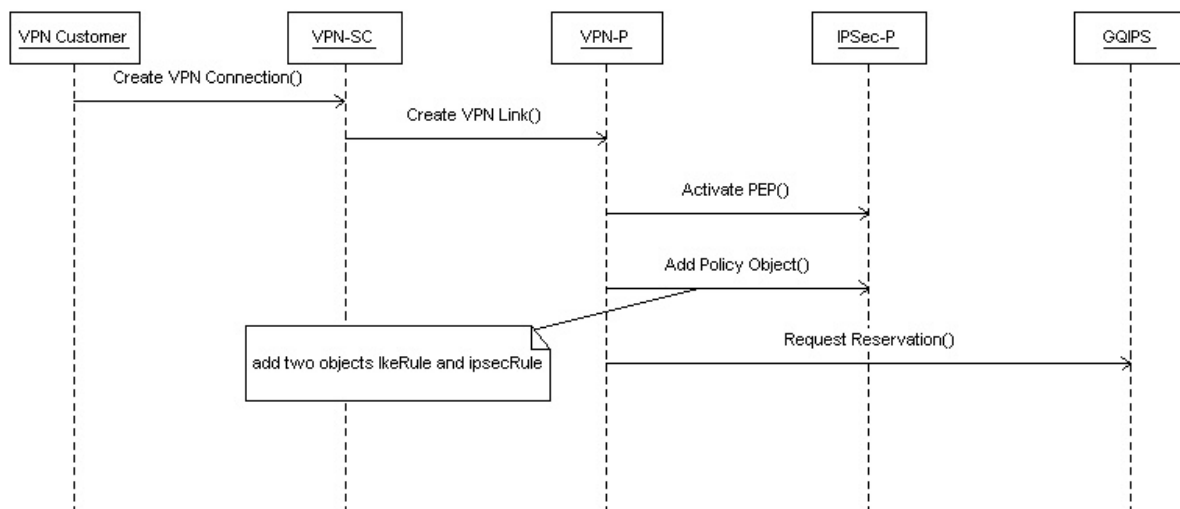 VPN Customer
VPN-SC
VPN-P
IPSec-P
GQIPS
Create VPN Connection()
Create VPN Link()
Activate PEP()
Add Policy Object()
add two objects IkeRule and ipsecRule
Request Reservation()